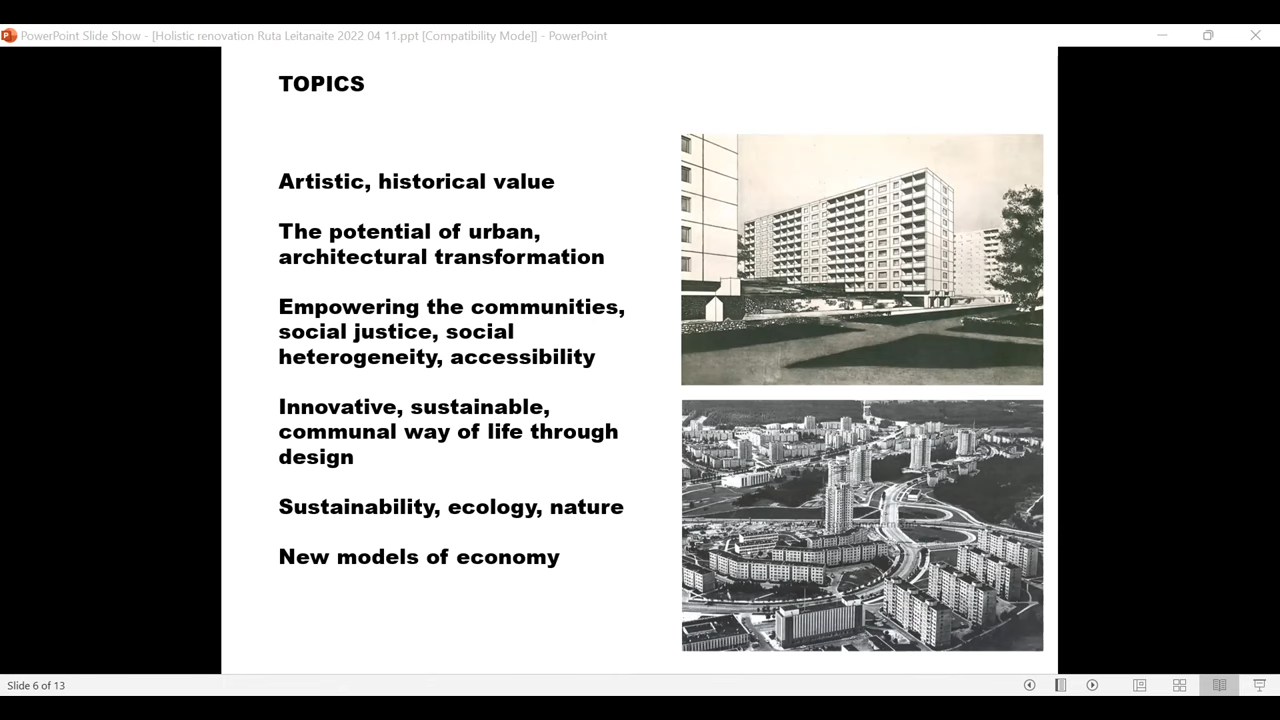 PowerPoint Slide Show - [Holistic renovation Ruta Leitanaite 2022 04 11.ppt [Compatibility Mode]] - PowerPoint
TOPICS
Artistic, historical value
The potential of urban,
architectural transformation
Empowering the communities,
social justice, social
heterogeneity, accessibility
Innovative, sustainable,
communal way of life through
design
Sustainability, ecology, nature
New models of economy
Slide 6 of 13